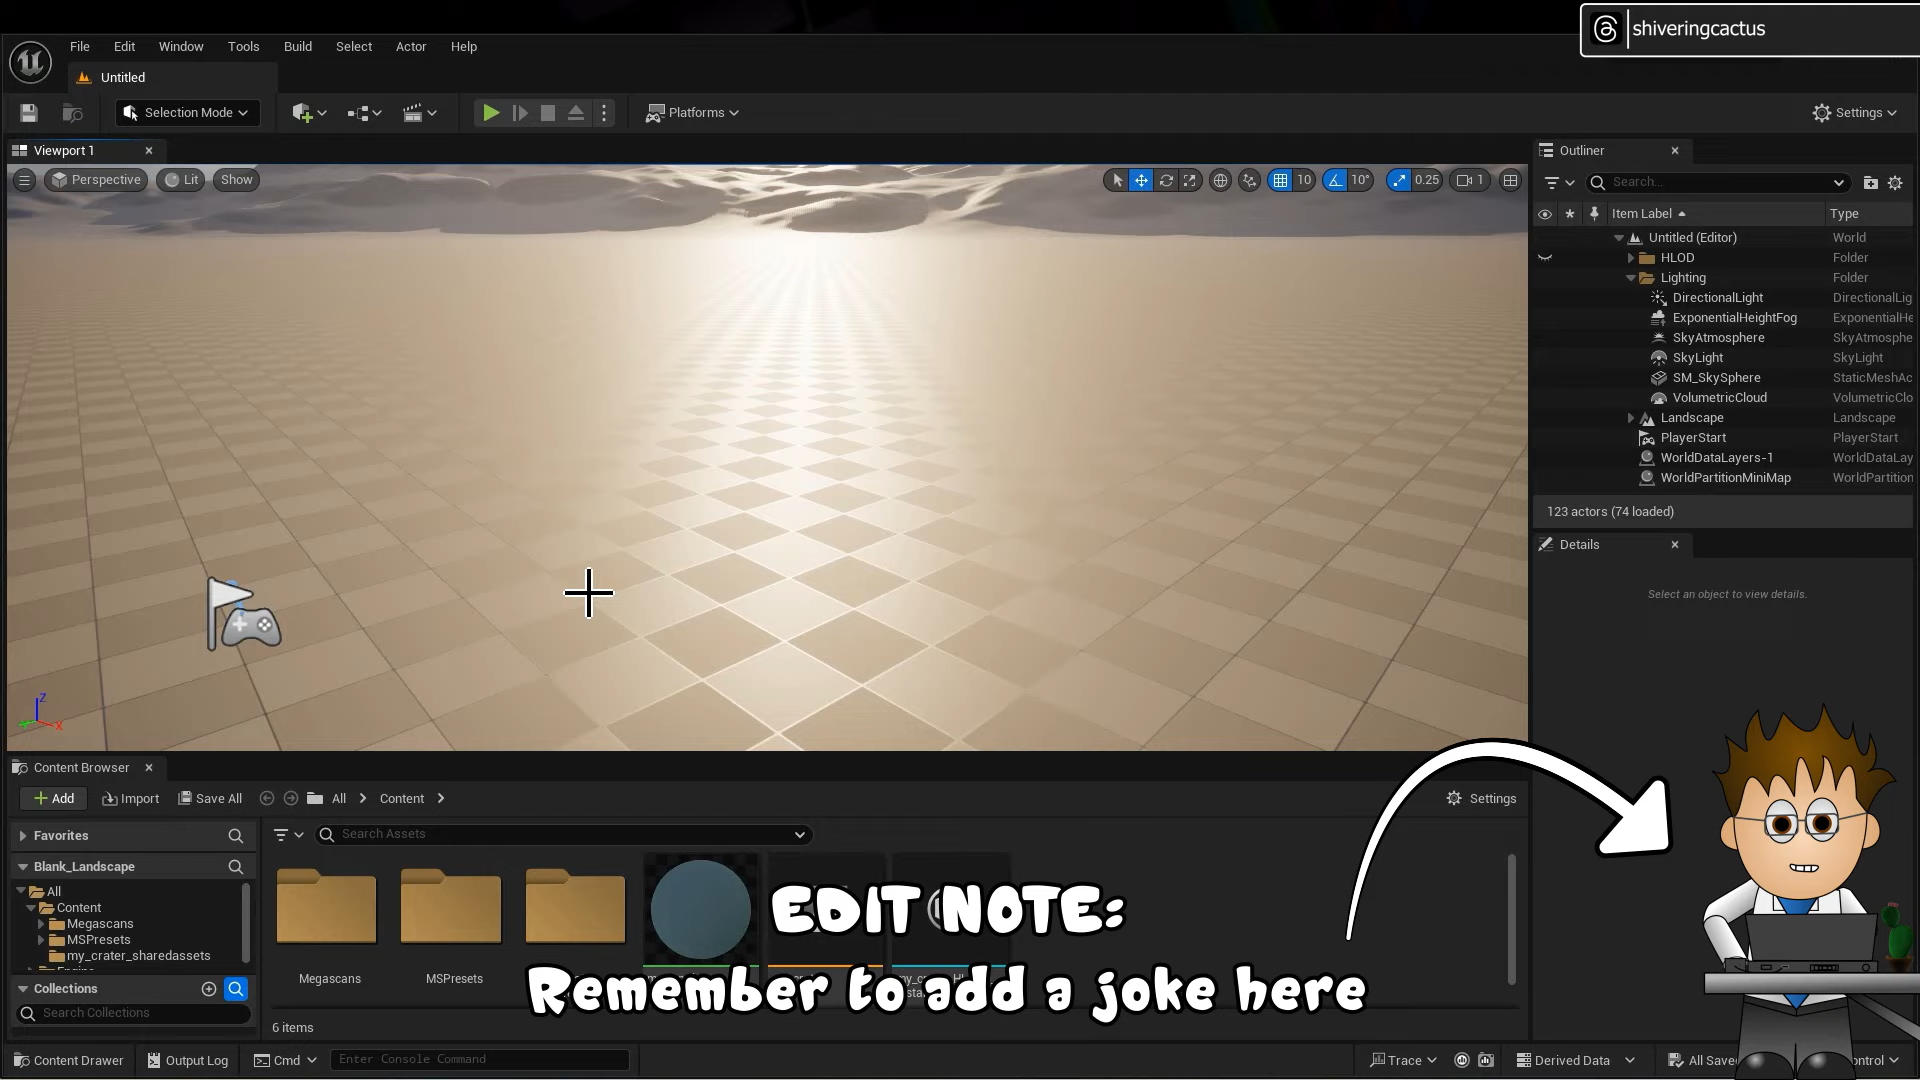 shiveringcactus
File Edit Window Tools Build Select Actor Help
Untitled
Selection Mode
Platforms
Settings
Viewport 1
Perspective Lit Show
10 10° 0.25 1
Outliner
Search...
Item Label Type
Untitled (Editor) World
HLOD Folder
Lighting Folder
DirectionalLight DirectionalLig
ExponentialHeightFog ExponentialHe
SkyAtmosphere SkyAtmosphe
SkyLight SkyLight
SM_SkySphere StaticMeshAc
VolumetricCloud VolumetricClo
Landscape Landscape
PlayerStart PlayerStart
WorldDataLayers-1 WorldDataLay
WorldPartitionMiniMap WorldPartition
123 actors (74 loaded)
Details
Select an object to view details.
Z
X
Content Browser
Add Import Save All All Content Settings
Favorites
Search Assets
Blank_Landscape
All
Content
Megascans
MSPresets
my_crater_sharedassets
Megascans
MSPresets
EDIT NOTE:
Remember to add a joke here
Collections
Search Collections
6 items
Content Drawer Output Log Cmd Enter Console Command
Trace Derived Data All Save